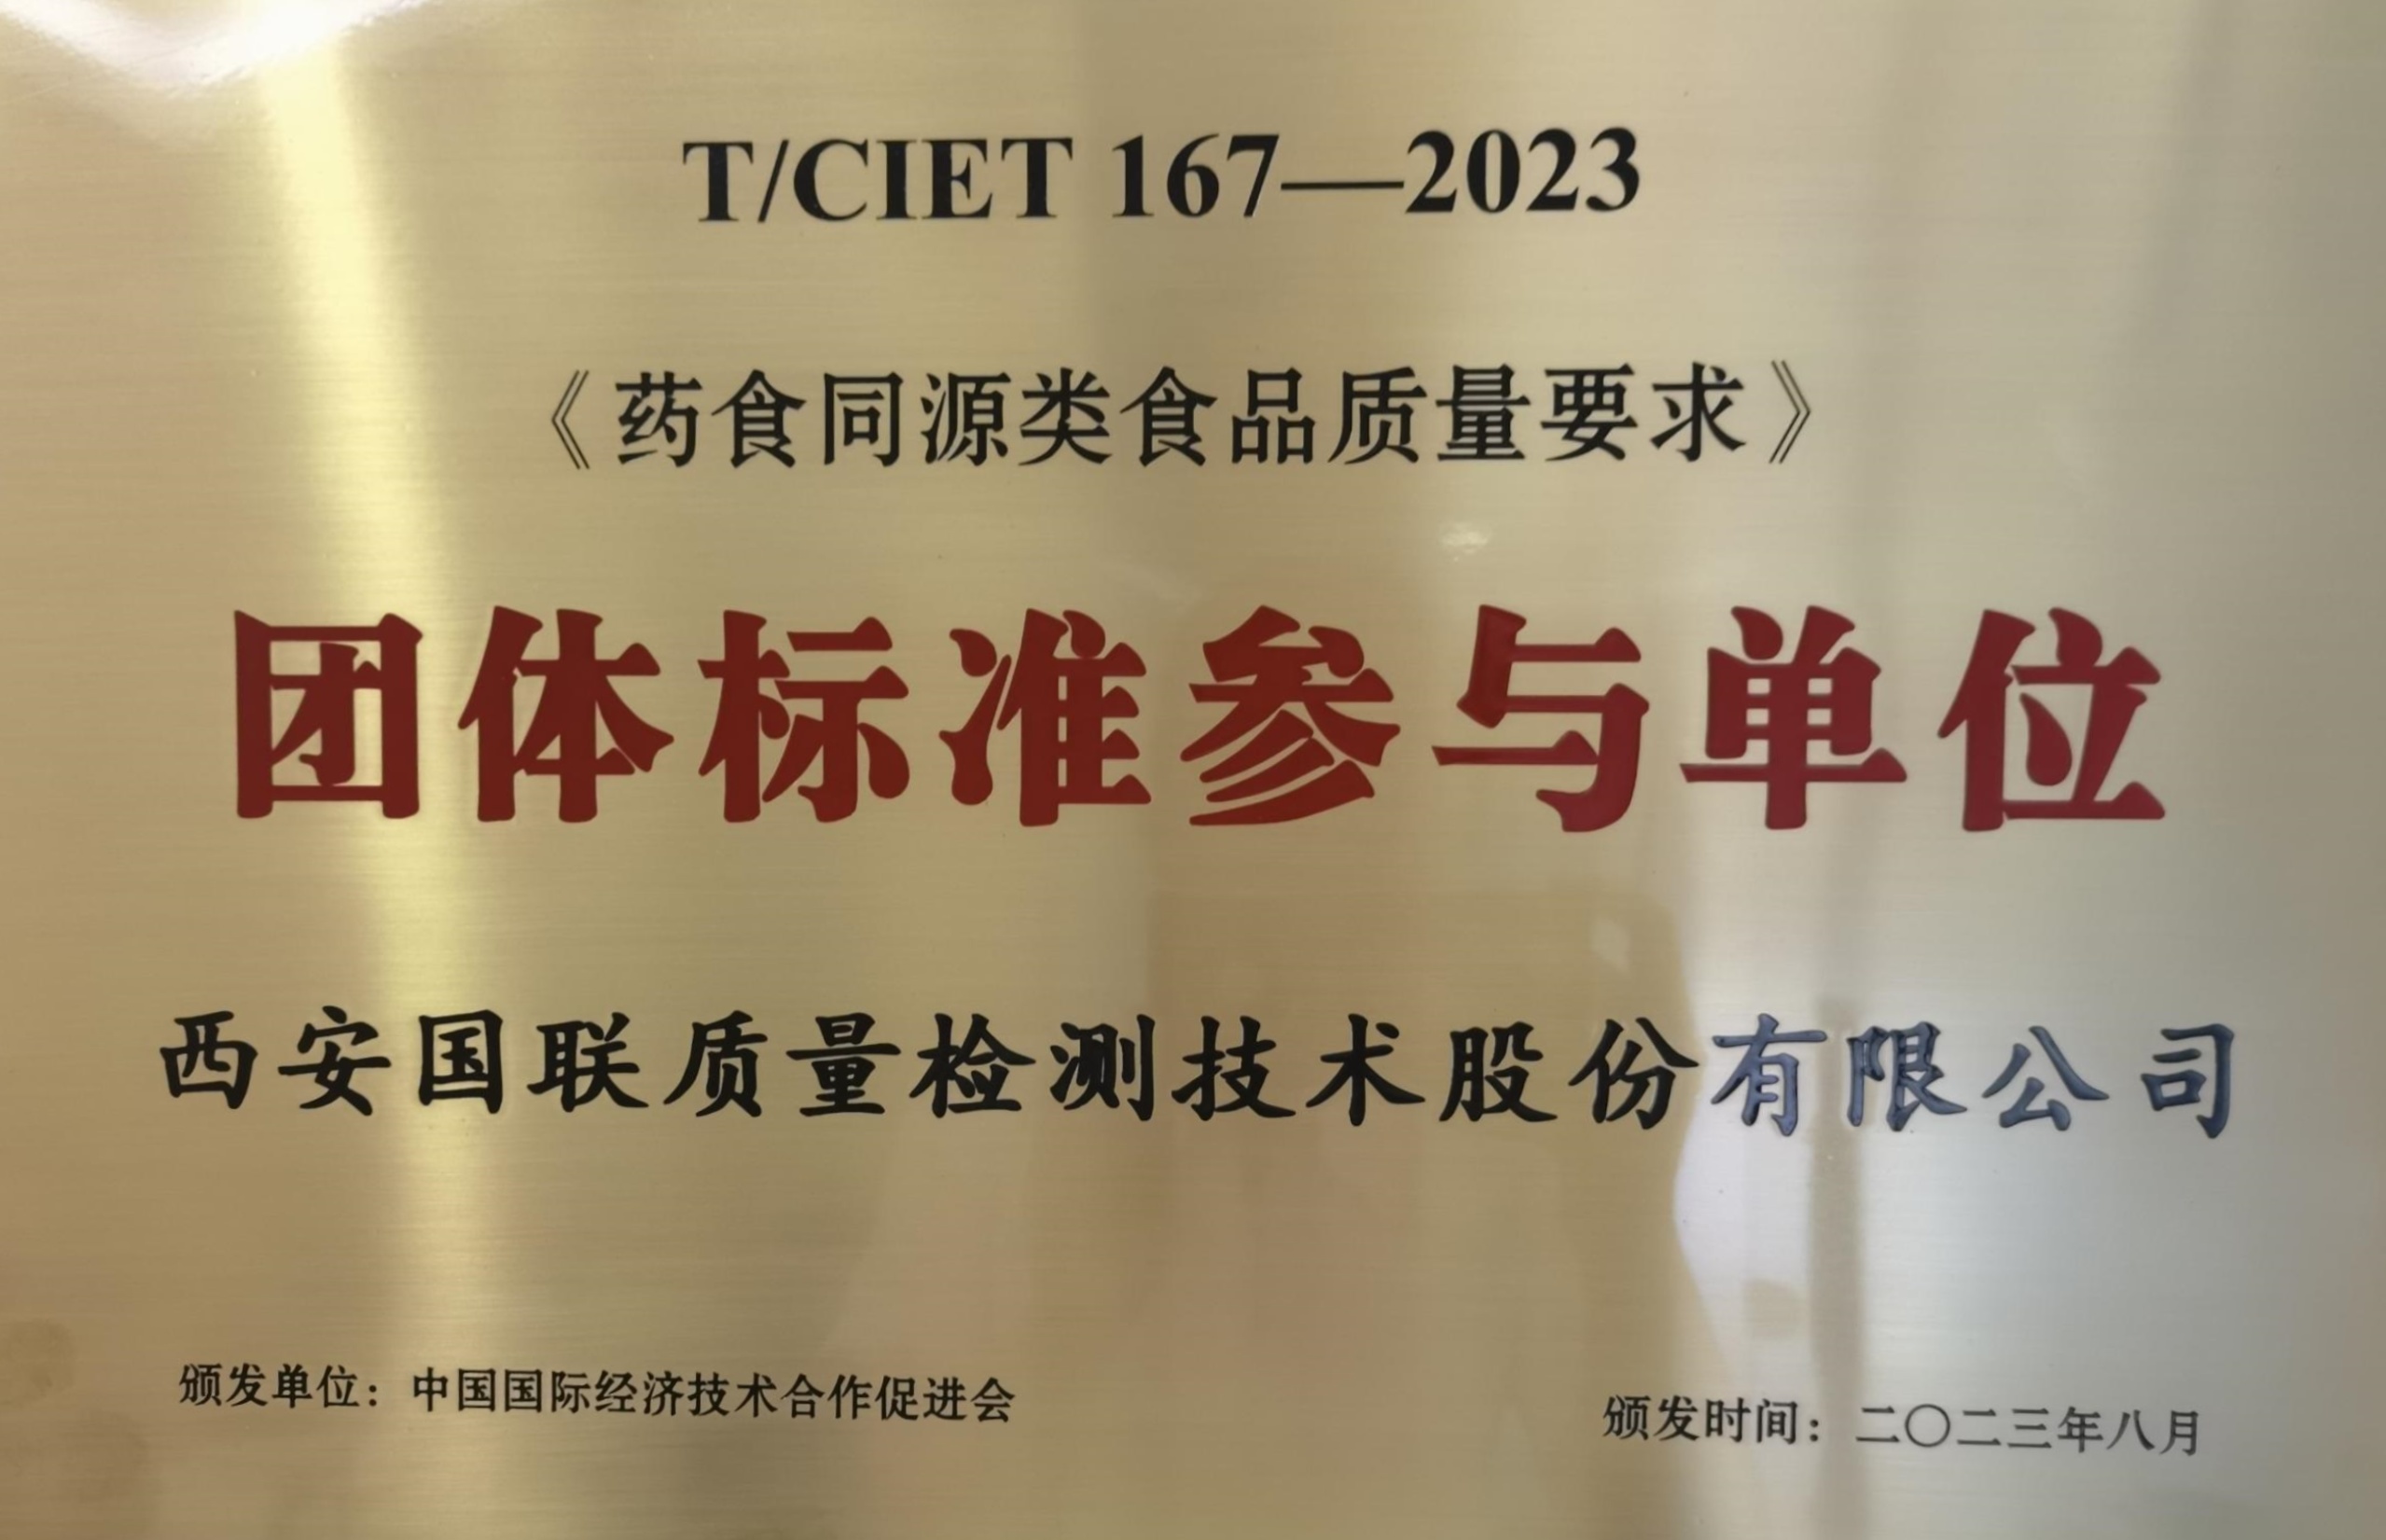 T/CIET 167—2023
《药食同源类食品质量要求》
团体标准参与单位
西安国联质量检测技术股份有限公司
颁发单位：中国国际经济技术合作促进会
颁发时间：二〇二三年八月